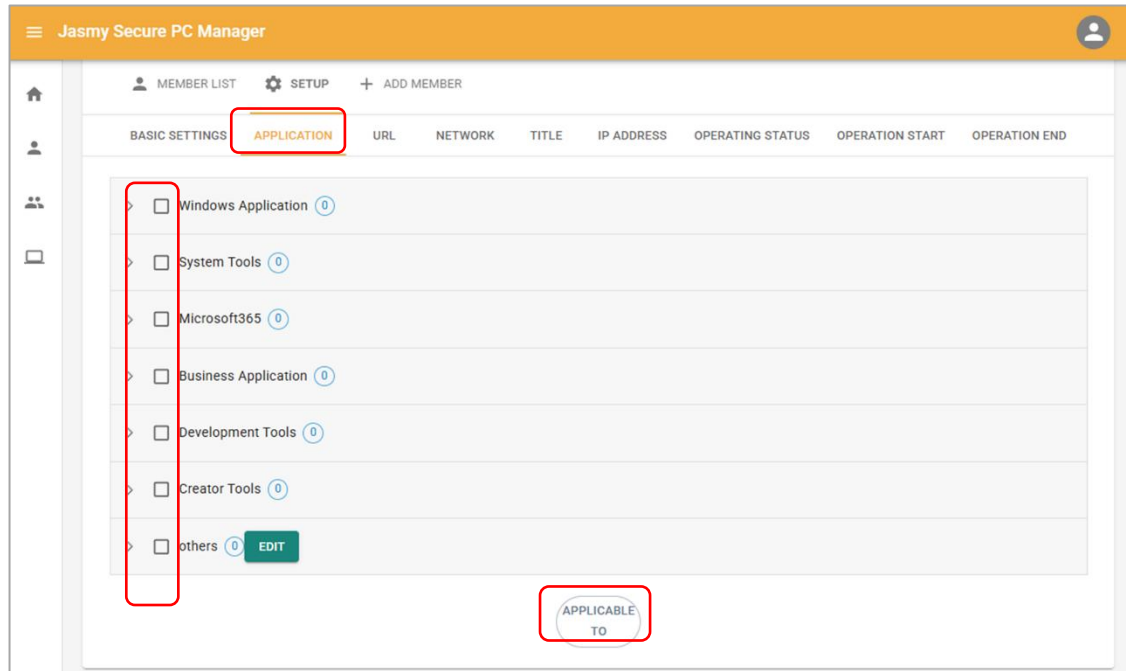 Jasmy Secure PC Manager
MEMBER LIST SETUP + ADD MEMBER
BASIC SETTINGS APPLICATION URL NETWORK TITLE IP ADDRESS OPERATING STATUS OPERATION START OPERATION END
Windows Application 0
System Tools 0
Microsoft365 0
Business Application 0
Development Tools 0
Creator Tools 0
others 0 EDIT
APPLICABLE
TO